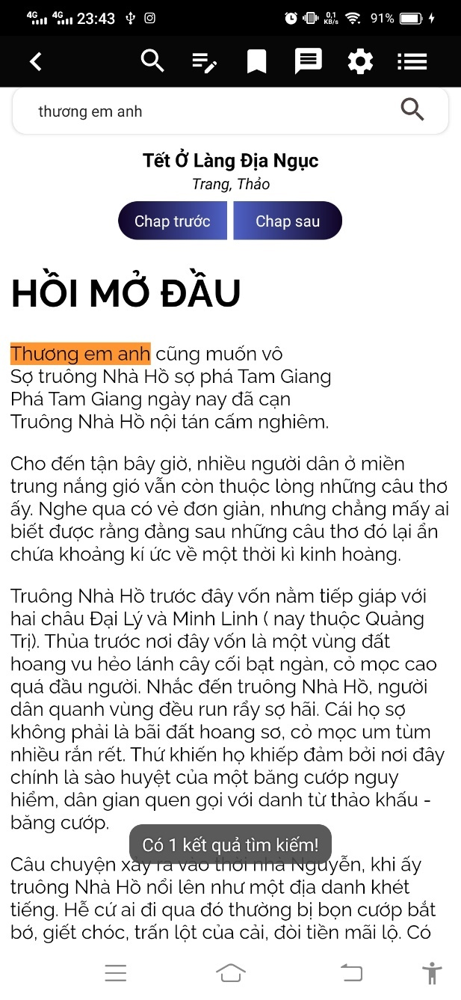 4G 4G 23:43 0,1 KB/s 91%
thương em anh
Tết Ở Làng Địa Ngục
Trang, Thảo
Chap trước Chap sau
HỒI MỞ ĐẦU
Thương em anh cũng muốn vô
Sợ truông Nhà Hồ sợ phá Tam Giang
Phá Tam Giang ngày nay đã cạn
Truông Nhà Hồ nội tán cấm nghiêm.
Cho đến tận bây giờ, nhiều người dân ở miền
trung nắng gió vẫn còn thuộc lòng những câu thơ
ấy. Nghe qua có vẻ đơn giản, nhưng chẳng mấy ai
biết được rằng đằng sau những câu thơ đó lại ẩn
chứa khoảng kí ức về một thời kì kinh hoàng.
Truông Nhà Hồ trước đây vốn nằm tiếp giáp với
hai châu Đại Lý và Minh Linh ( nay thuộc Quảng
Trị). Thủa trước nơi đây vốn là một vùng đất
hoang vu hẻo lánh cây cối bạt ngàn, cỏ mọc cao
quá đầu người. Nhắc đến truông Nhà Hồ, người
dân quanh vùng đều run rẩy sợ hãi. Cái họ sợ
không phải là bãi đất hoang sơ, cỏ mọc um tùm
nhiều rắn rết. Thứ khiến họ khiếp đảm bởi nơi đây
chính là sào huyệt của một băng cướp nguy
hiểm, dân gian quen gọi với danh từ thảo khấu -
băng cướp.
Có 1 kết quả tìm kiếm!
Câu chuyện xảy ra vào thời nhà Nguyễn, khi ấy
truông Nhà Hồ nổi lên như một địa danh khét
tiếng. Hễ cứ ai đi qua đó thường bị bọn cướp bắt
bớ, giết chóc, trấn lột của cải, đòi tiền mãi lộ. Có